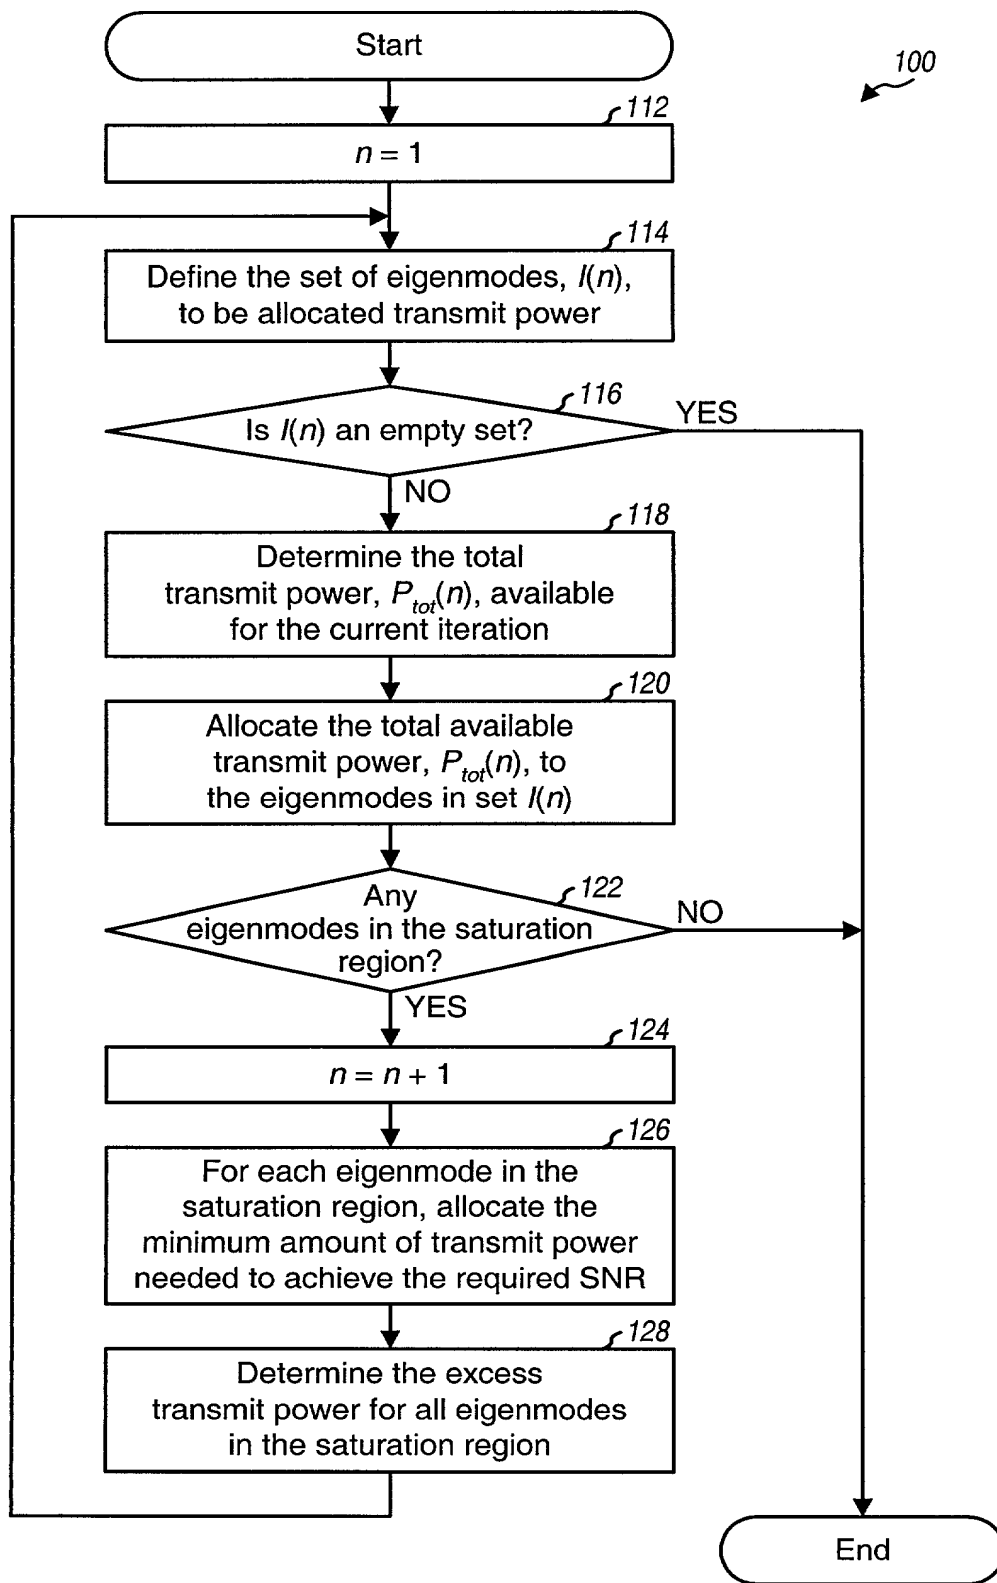 Start
100
112
n = 1
114
Define the set of eigenmodes, I(n),
to be allocated transmit power
116
Is I(n) an empty set?
YES
NO
118
Determine the total
transmit power, Ptot(n), available
for the current iteration
120
Allocate the total available
transmit power, Ptot(n), to
the eigenmodes in set I(n)
122
Any
eigenmodes in the saturation
region?
NO
YES
124
n = n + 1
126
For each eigenmode in the
saturation region, allocate the
minimum amount of transmit power
needed to achieve the required SNR
128
Determine the excess
transmit power for all eigenmodes
in the saturation region
End